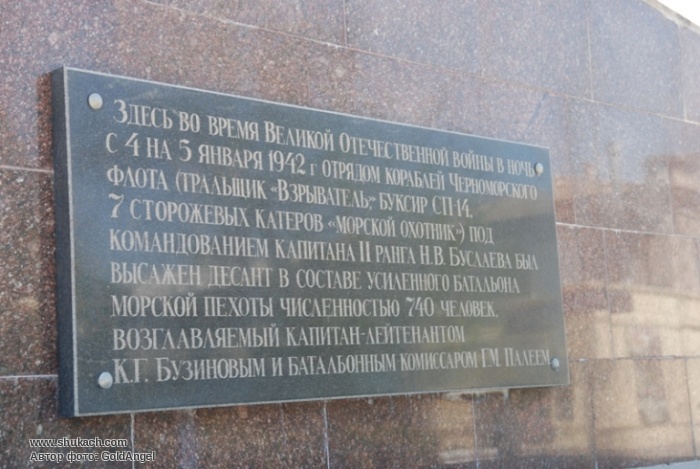 Здесь во время Великой Отечественной войны в ночь
с 4 на 5 января 1942 г отрядом кораблей Черноморского
флота (тральщик «Взрыватель», буксир СП-14,
7 сторожевых катеров «морской охотник») под
командованием капитана II ранга Н.В. Буслаева был
высажен десант в составе усиленного батальона
морской пехоты численностью 740 человек,
возглавляемый капитан-лейтенантом
К.Г. Бузиновым и батальонным комиссаром Г.М. Палеем.
www.shukach.com
Автор фото: GoldAngel